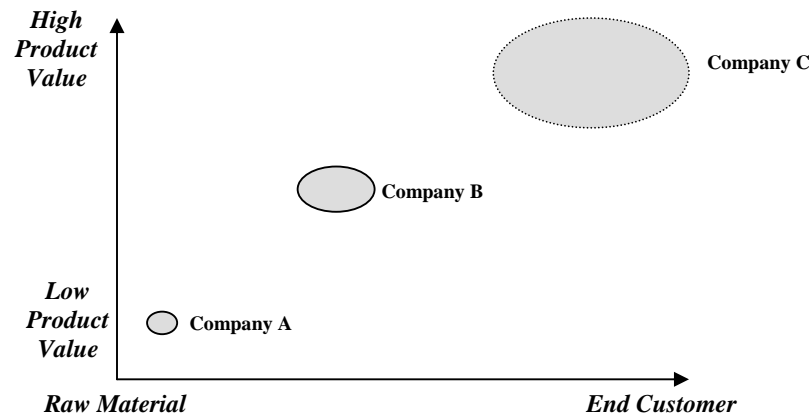 High
Product
Value
Company C
Company B
Low
Product
Value
Company A
Raw Material
End Customer